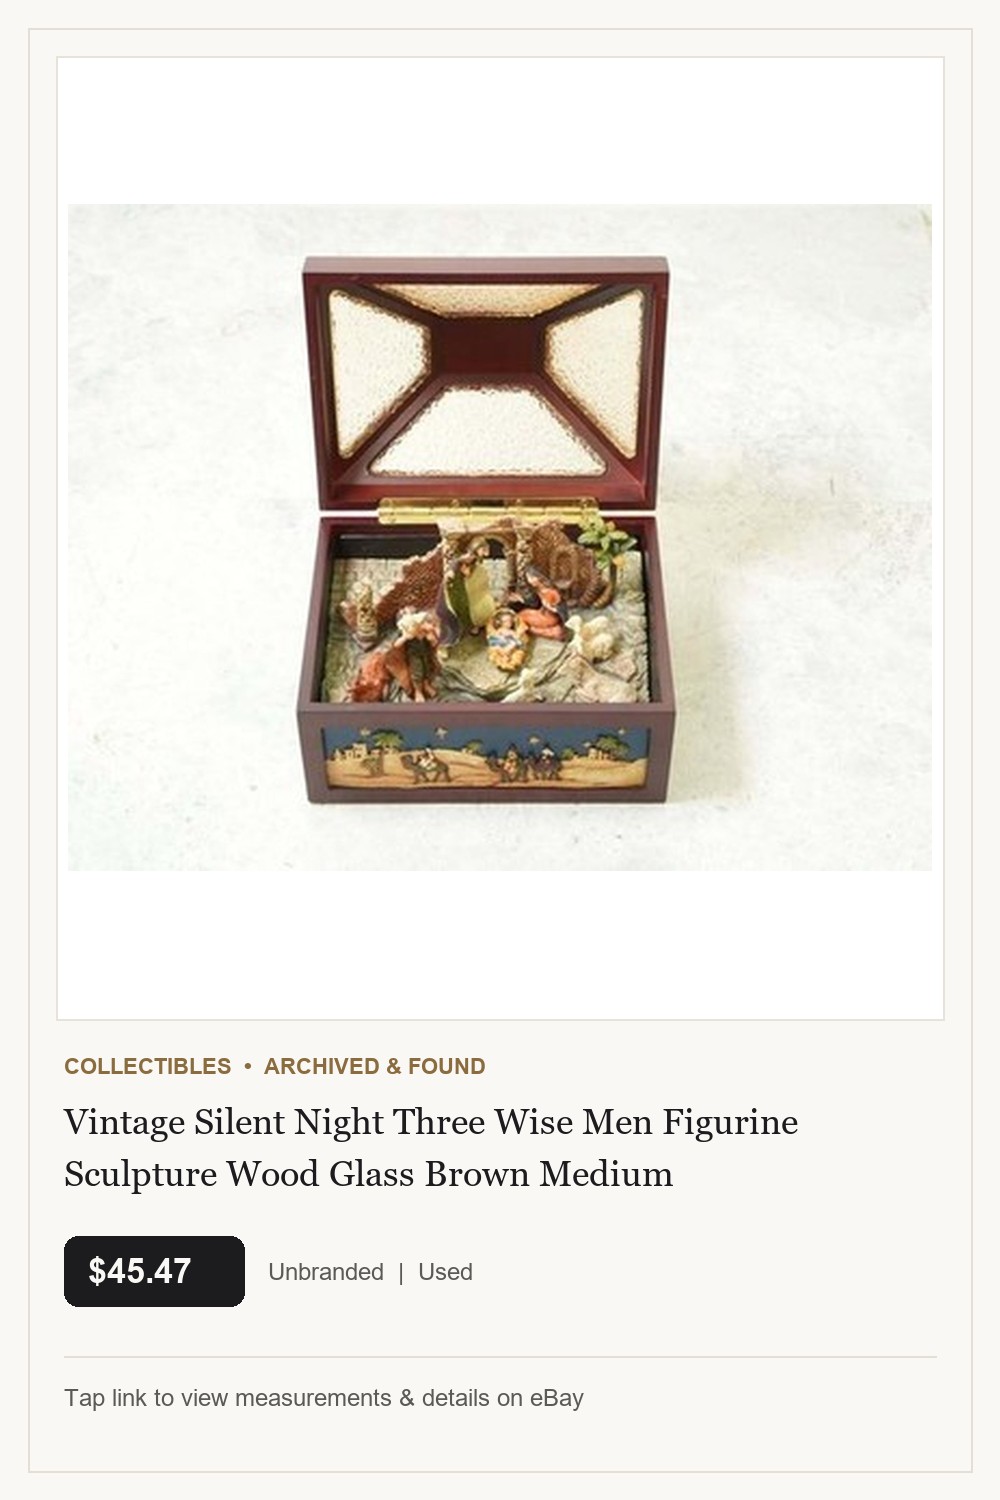 COLLECTIBLES • ARCHIVED & FOUND
Vintage Silent Night Three Wise Men Figurine
Sculpture Wood Glass Brown Medium
$45.47
Unbranded | Used
Tap link to view measurements & details on eBay